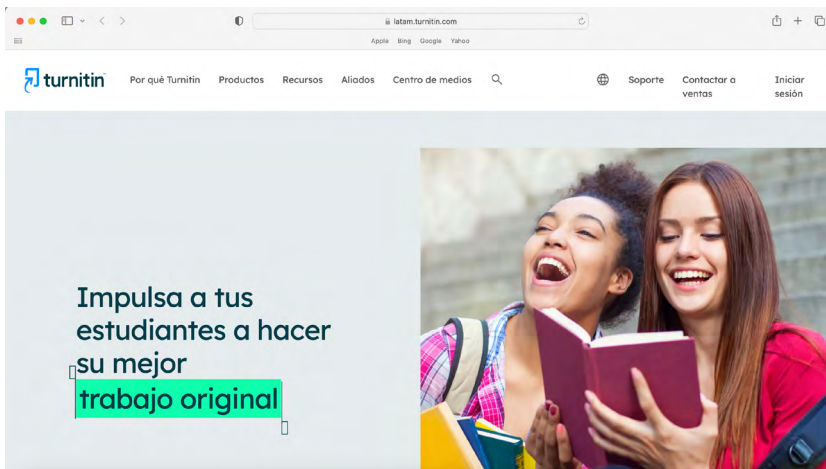 latam.turnitin.com
Apple Bing Google Yahoo
turnitin
Por qué Turnitin Productos Recursos Aliados Centro de medios Soporte Contactar a ventas Iniciar sesión
Impulsa a tus
estudiantes a hacer
su mejor
trabajo original